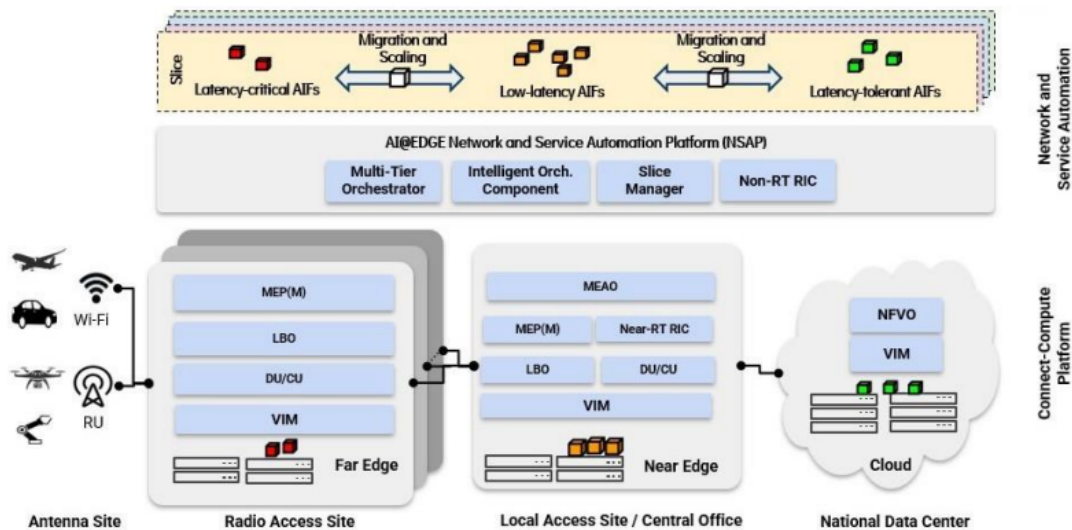 Slice
Migration and
Scaling
Migration and
Scaling
Latency-critical AIFs
Low-latency AIFs
Latency-tolerant AIFs
Network and
Service Automation
AI@EDGE Network and Service Automation Platform (NSAP)
Multi-Tier
Orchestrator
Intelligent Orch.
Component
Slice
Manager
Non-RT RIC
Wi-Fi
RU
MEP(M)
LBO
DU/CU
VIM
Far Edge
MEAO
MEP(M)
Near-RT RIC
LBO
DU/CU
VIM
Near Edge
NFVO
VIM
Cloud
Connect-Compute
Platform
Antenna Site
Radio Access Site
Local Access Site / Central Office
National Data Center